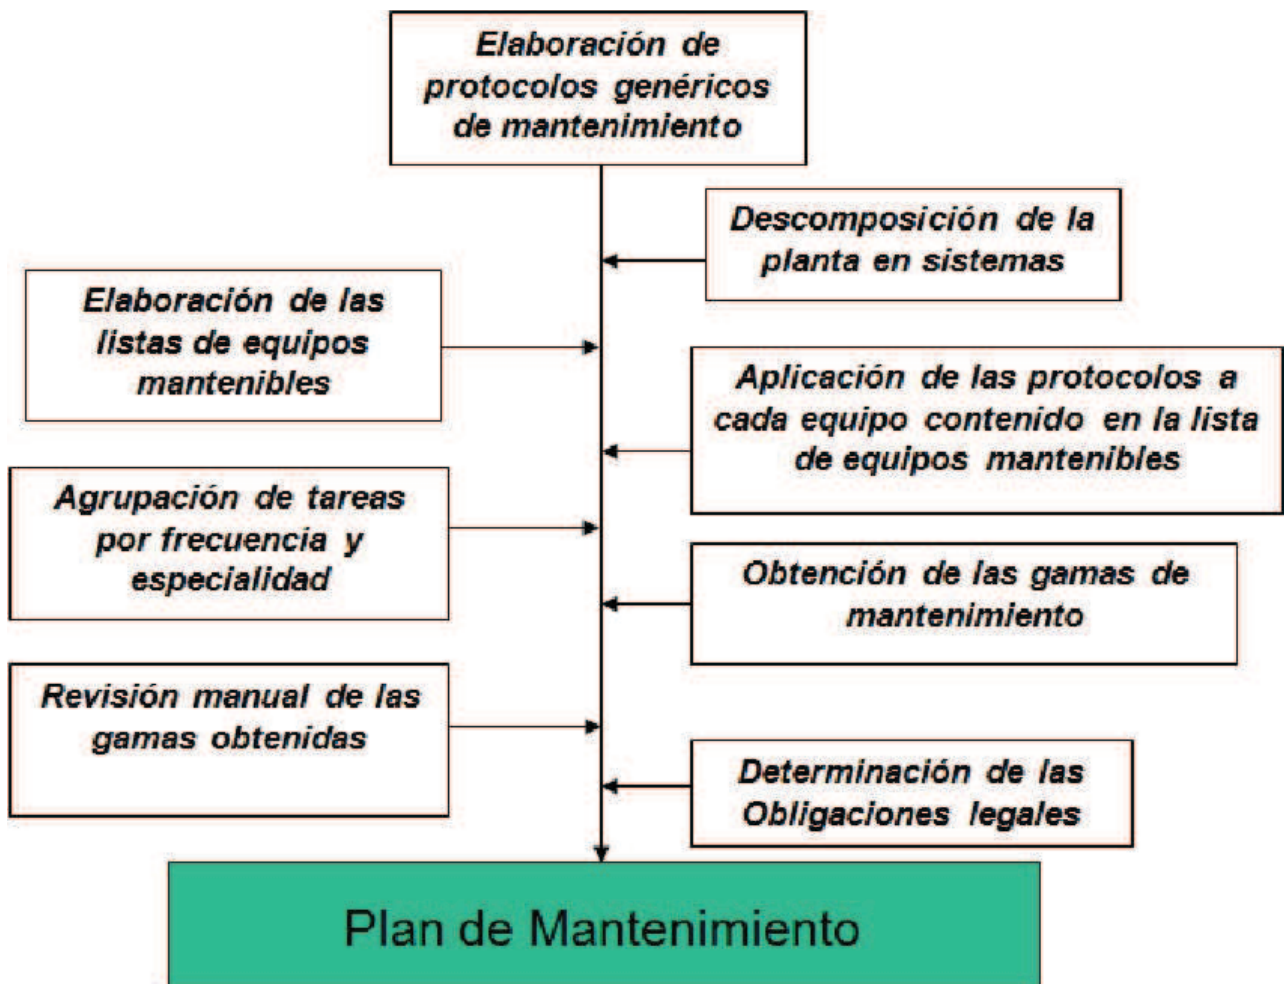 Elaboración de
protocolos genéricos
de mantenimiento
Descomposición de la
planta en sistemas
Elaboración de las
listas de equipos
mantenibles
Aplicación de las protocolos a
cada equipo contenido en la lista
de equipos mantenibles
Agrupación de tareas
por frecuencia y
especialidad
Obtención de las gamas de
mantenimiento
Revisión manual de las
gamas obtenidas
Determinación de las
Obligaciones legales
Plan de Mantenimiento